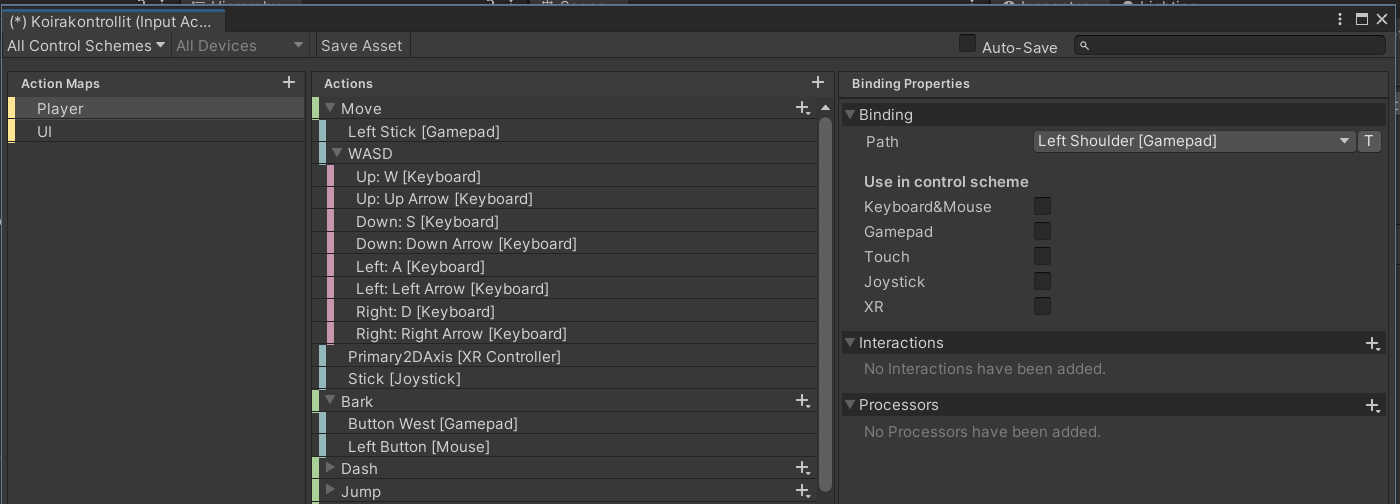 (*) Koirakontrollit (Input Ac...
All Control Schemes All Devices Save Asset Auto-Save
Action Maps
Player
UI
Actions
Move
Left Stick [Gamepad]
WASD
Up: W [Keyboard]
Up: Up Arrow [Keyboard]
Down: S [Keyboard]
Down: Down Arrow [Keyboard]
Left: A [Keyboard]
Left: Left Arrow [Keyboard]
Right: D [Keyboard]
Right: Right Arrow [Keyboard]
Primary2DAxis [XR Controller]
Stick [Joystick]
Bark
Button West [Gamepad]
Left Button [Mouse]
Dash
Jump
Binding Properties
Binding
Path Left Shoulder [Gamepad] T
Use in control scheme
Keyboard&Mouse
Gamepad
Touch
Joystick
XR
Interactions
No Interactions have been added.
Processors
No Processors have been added.